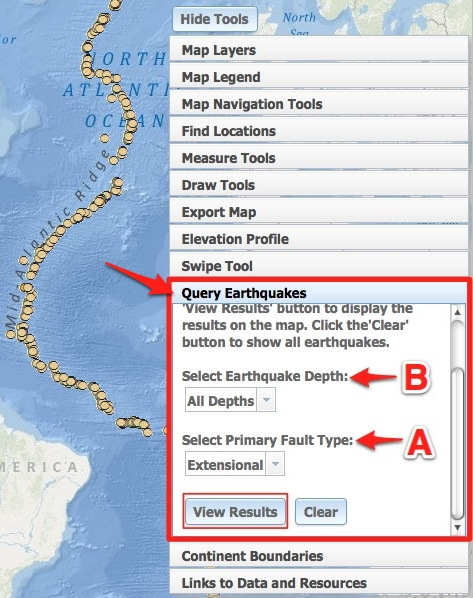 Hide Tools
North
Sea
Map Layers
Map Legend
Map Navigation Tools
Find Locations
Measure Tools
Draw Tools
Export Map
Elevation Profile
Swipe Tool
Query Earthquakes
'View Results' button to display the
results on the map. Click the'Clear'
button to show all earthquakes.
Select Earthquake Depth:
B
All Depths
Select Primary Fault Type:
A
Extensional
View Results
Clear
Continent Boundaries
Links to Data and Resources
NORTH
ATLANTI
OCEAN
Mid Atlantic Ridge
MERICA